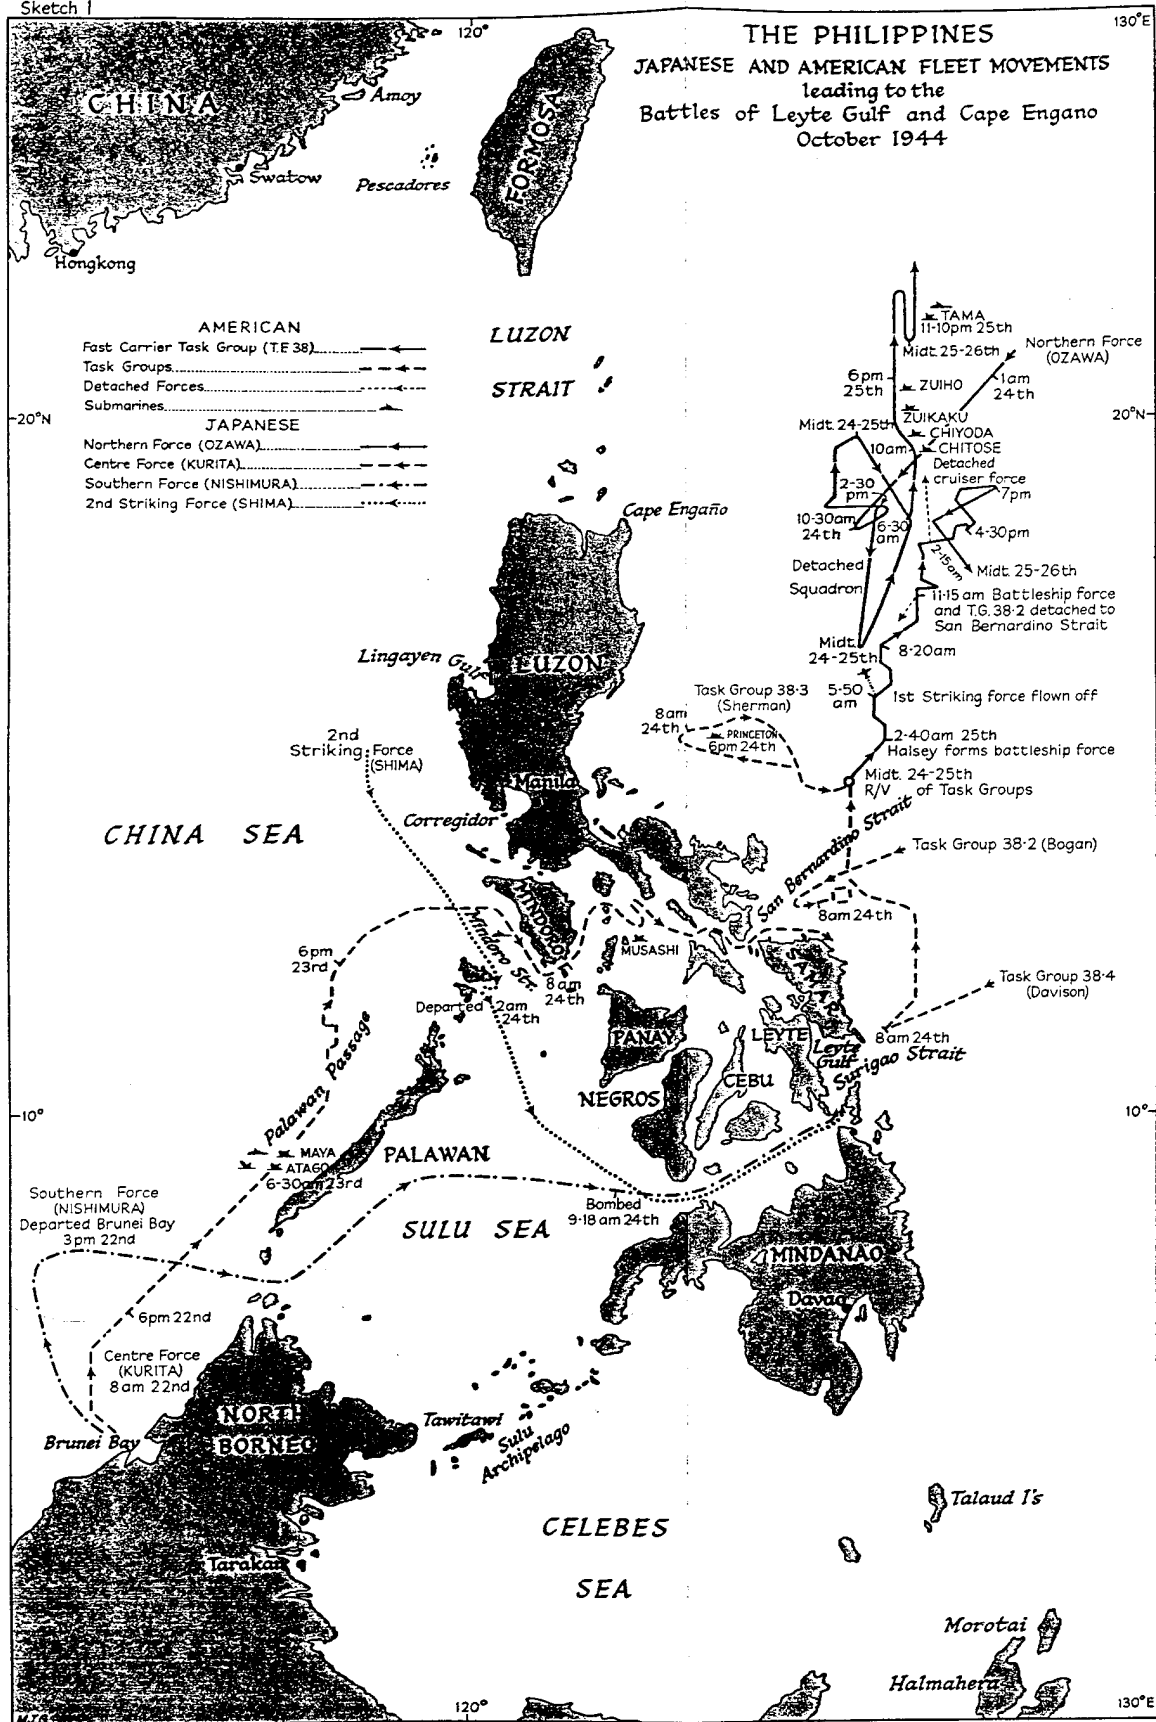 Sketch 1
120°
130°E
THE PHILIPPINES
JAPANESE AND AMERICAN FLEET MOVEMENTS
leading to the
Battles of Leyte Gulf and Cape Engano
October 1944
CHINA
Amoy
Swatow
Pescadores
FORMOSA
Hongkong
AMERICAN
Fast Carrier Task Group (T.F.38)
Task Groups
Detached Forces
Submarines
JAPANESE
Northern Force (OZAWA)
Centre Force (KURITA)
Southern Force (NISHIMURA)
2nd Striking Force (SHIMA)
LUZON
STRAIT
20°N
20°N
TAMA
11-10pm 25th
Midt. 25-26th
Northern Force
(OZAWA)
1am
24th
6pm
25th
ZUIHO
ZUIKAKU
Midt. 24-25th
CHIYODA
10am
CHITOSE
Detached
cruiser force
2-30
pm
7pm
10-30am
24th
6-30
am
4-30pm
2-15am
Detached
Squadron
Midt. 25-26th
11-15 am Battleship force
and T.G. 38·2 detached to
San Bernardino Strait
Midt.
24-25th
8-20am
5-50
am
1st Striking force flown off
Cape Engaño
Lingayen Gulf
LUZON
Task Group 38·3
(Sherman)
8am
24th
PRINCETON
6pm 24th
2-40am 25th
Halsey forms battleship force
Midt. 24-25th
R/V of Task Groups
2nd
Striking Force
(SHIMA)
Manila
Corregidor
CHINA SEA
San Bernardino Strait
Task Group 38·2 (Bogan)
8am 24th
MINDORO
Mindoro Str.
MUSASHI
6pm
23rd
8am
24th
SAMAR
Task Group 38·4
(Davison)
Departed 2am
24th
PANAY
LEYTE
Leyte
Gulf
8am 24th
Surigao Strait
CEBU
NEGROS
Palawan Passage
10°
10°
MAYA
ATAGO
6-30am 23rd
PALAWAN
Southern Force
(NISHIMURA)
Departed Brunei Bay
3pm 22nd
Bombed
9-18 am 24th
SULU SEA
MINDANAO
Davao
6pm 22nd
Centre Force
(KURITA)
8am 22nd
NORTH
BORNEO
Brunei Bay
Tawitawi
Sulu
Archipelago
Talaud I's
CELEBES
SEA
Tarakan
Morotai
Halmahera
120°
130°E